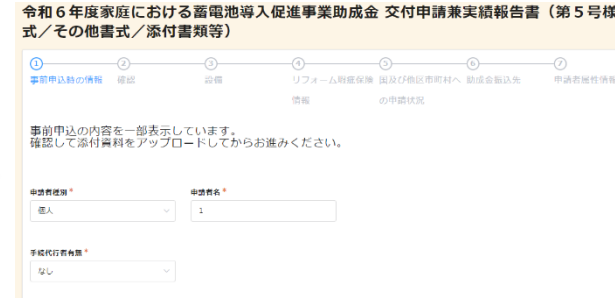 令和６年度家庭における蓄電池導入促進事業助成金 交付申請兼実績報告書（第５号様
式／その他書式／添付書類等）
① ② ③ ④ ⑤ ⑥ ⑦
事前申込時の情報 確認 設備 リフォーム瑕疵保険 国及び他区市町村へ 助成金振込先 申請者属性情報
情報 の申請状況
事前申込の内容を一部表示しています。
確認して添付資料をアップロードしてからお進みください。
申請者種別* 申請者名*
個人 1
手続代行者有無*
なし